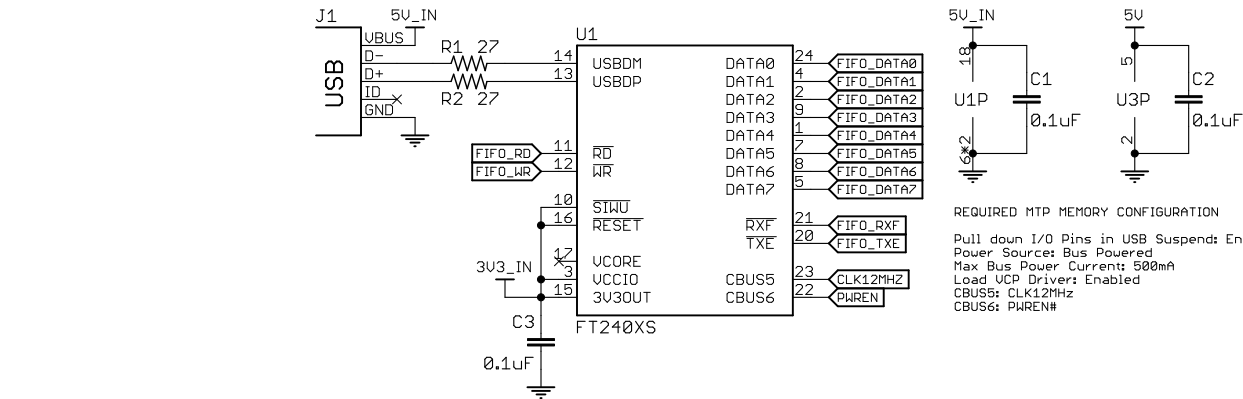 J1
5V_IN
VBUS
D-
D+
ID
GND
USB
R1 27
R2 27
U1
14 USBDM
13 USBDP
FIFO_RD 11 RD
FIFO_WR 12 WR
10 SIWU
16 RESET
17 VCORE
3V3_IN
3 VCCIO
15 3V3OUT
C3
0.1uF
FT240XS
DATA0 24 FIFO_DATA0
DATA1 4 FIFO_DATA1
DATA2 2 FIFO_DATA2
DATA3 9 FIFO_DATA3
DATA4 1 FIFO_DATA4
DATA5 7 FIFO_DATA5
DATA6 8 FIFO_DATA6
DATA7 5 FIFO_DATA7
RXF 21 FIFO_RXF
TXE 20 FIFO_TXE
CBUS5 23 CLK12MHZ
CBUS6 22 PWREN
5V_IN
18
U1P
6*2
C1
0.1uF
5V
5
U3P
2
C2
0.1uF
REQUIRED MTP MEMORY CONFIGURATION
Pull down I/O Pins in USB Suspend: En
Power Source: Bus Powered
Max Bus Power Current: 500mA
Load VCP Driver: Enabled
CBUS5: CLK12MHz
CBUS6: PWREN#